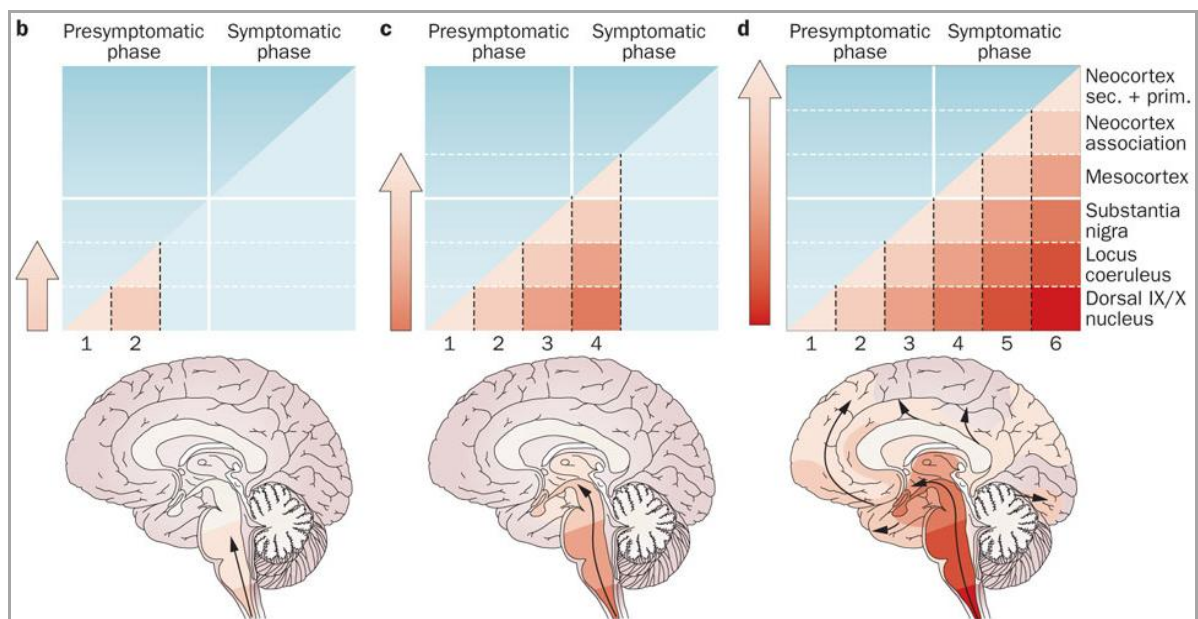 b
Presymptomatic phase
Symptomatic phase
1 2
c
Presymptomatic phase
Symptomatic phase
1 2 3 4
d
Presymptomatic phase
Symptomatic phase
Neocortex
sec. + prim.
Neocortex
association
Mesocortex
Substantia
nigra
Locus
coeruleus
Dorsal IX/X
nucleus
1 2 3 4 5 6